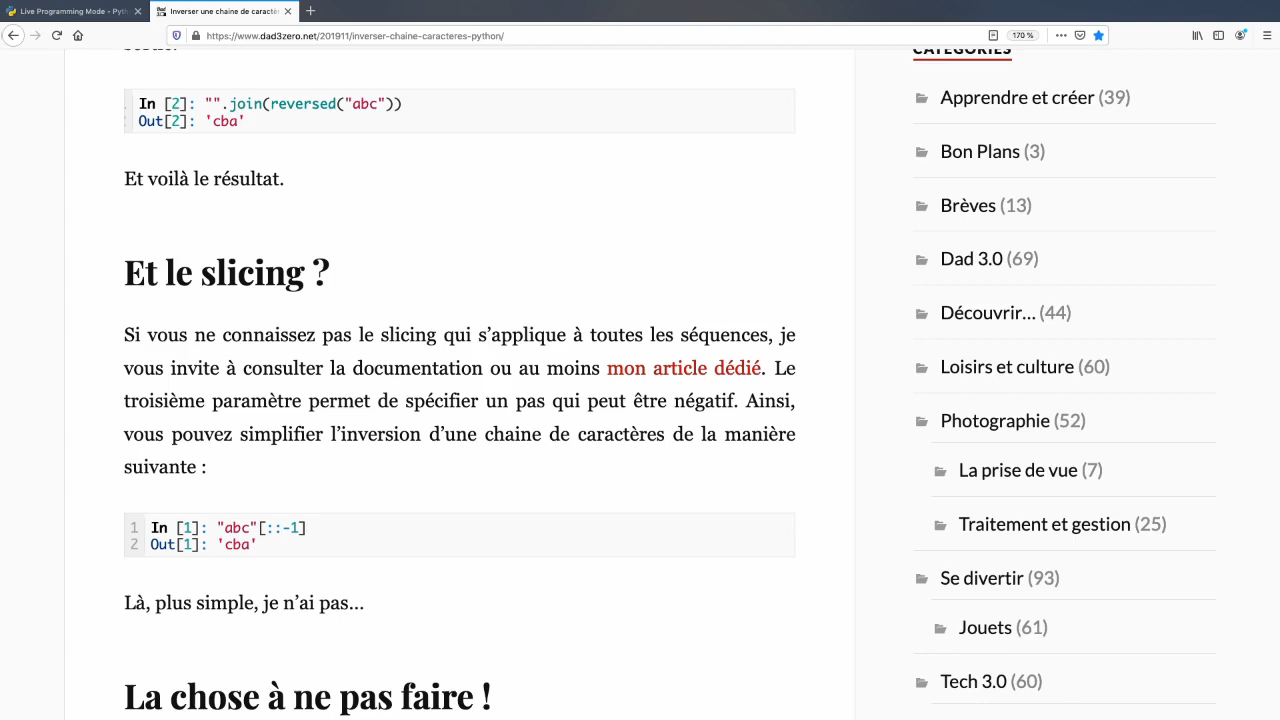 Live Programming Mode - Pyth
Inverser une chaine de caractè
https://www.dad3zero.net/201911/inverser-chaine-caracteres-python/
170 %
In [2]: "".join(reversed("abc"))
Out[2]: 'cba'
Et voilà le résultat.
Et le slicing ?
Si vous ne connaissez pas le slicing qui s’applique à toutes les séquences, je
vous invite à consulter la documentation ou au moins mon article dédié. Le
troisième paramètre permet de spécifier un pas qui peut être négatif. Ainsi,
vous pouvez simplifier l’inversion d’une chaine de caractères de la manière
suivante :
1 In [1]: "abc"[::-1]
2 Out[1]: 'cba'
Là, plus simple, je n’ai pas…
La chose à ne pas faire !
CATÉGORIES
Apprendre et créer (39)
Bon Plans (3)
Brèves (13)
Dad 3.0 (69)
Découvrir… (44)
Loisirs et culture (60)
Photographie (52)
La prise de vue (7)
Traitement et gestion (25)
Se divertir (93)
Jouets (61)
Tech 3.0 (60)